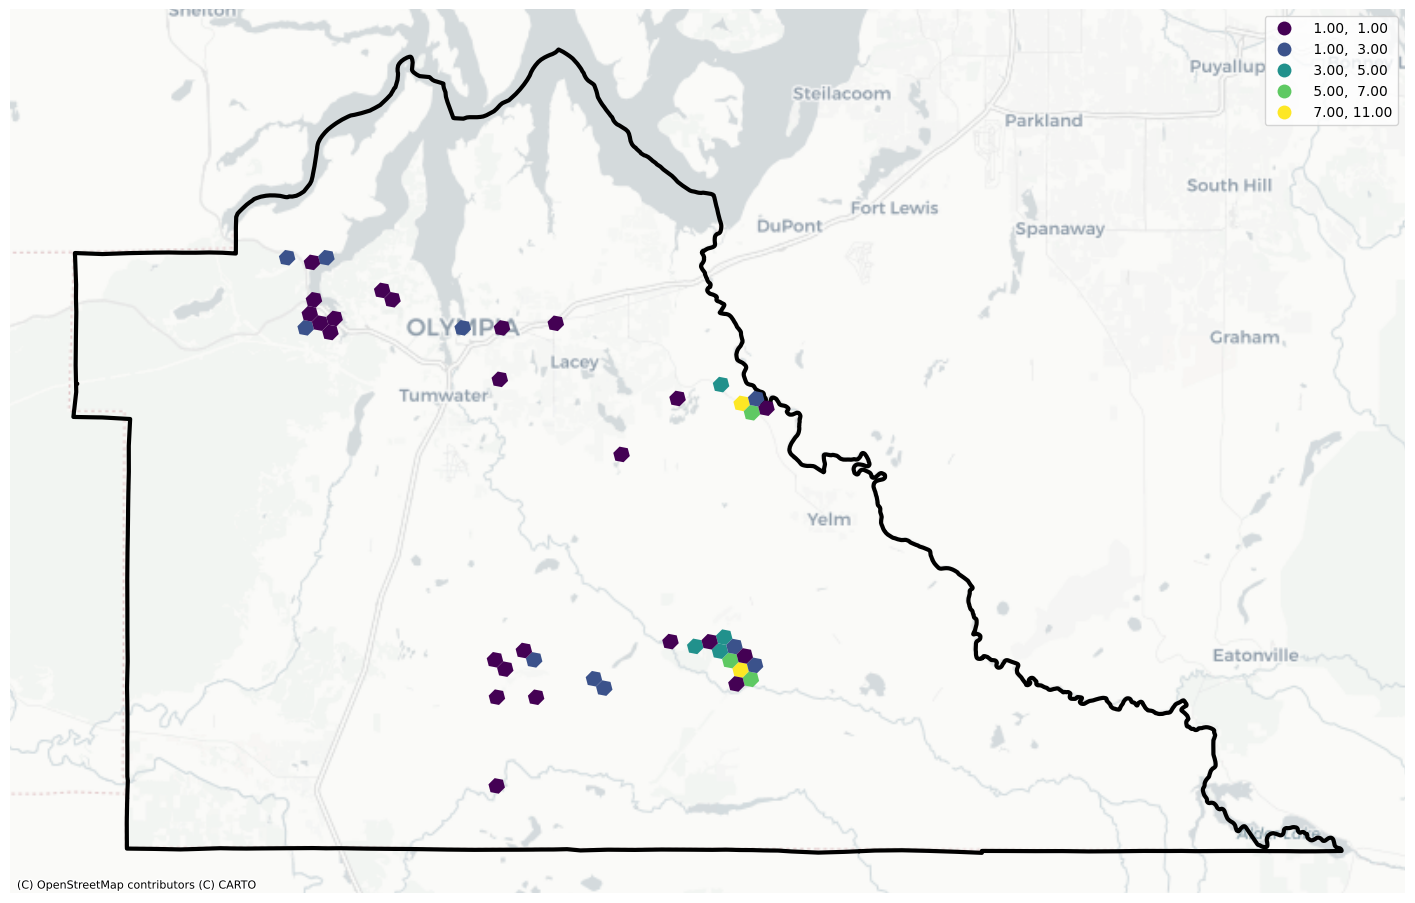 Shelton
1.00, 1.00
1.00, 3.00
3.00, 5.00
5.00, 7.00
7.00, 11.00
Puyallup
Steilacoom
Parkland
South Hill
Fort Lewis
DuPont
Spanaway
OLYMPIA
Graham
Lacey
Tumwater
Yelm
Eatonville
Alder Lake
(C) OpenStreetMap contributors (C) CARTO